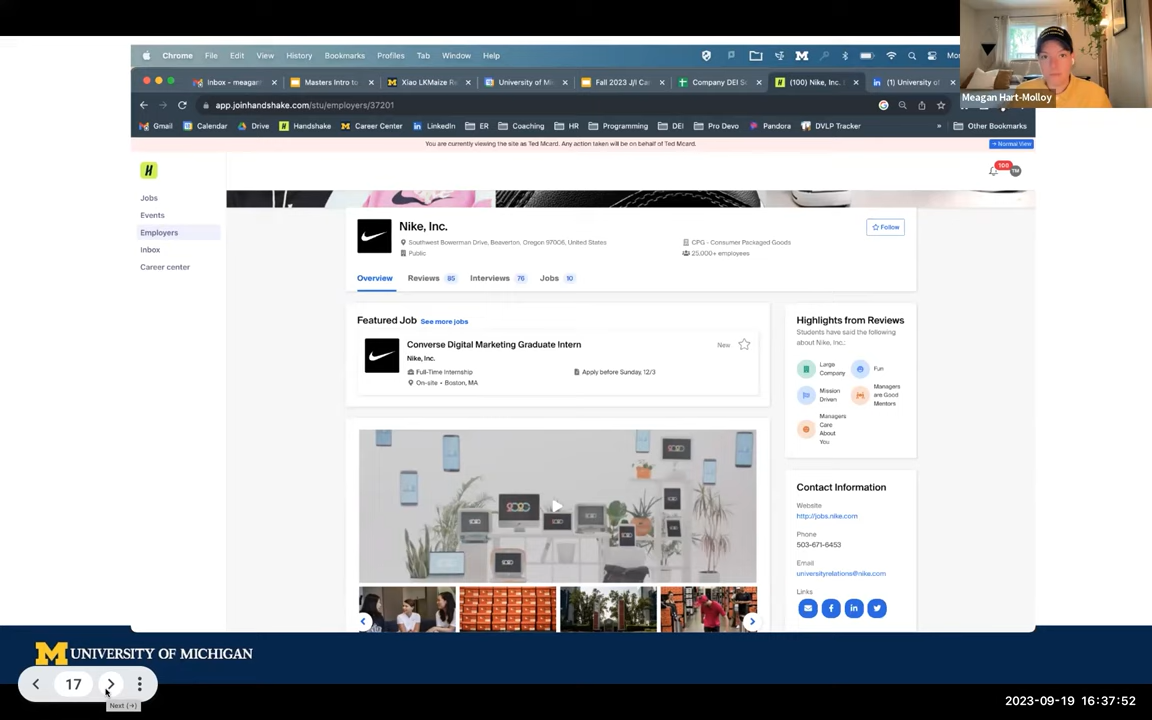 Chrome File Edit View History Bookmarks Profiles Tab Window Help
Inbox - meagan
Masters Intro to
Xiao LKMaize Re
University of Mi
Fall 2023 J/I Car
Company DEI S
(100) Nike, Inc.
(1) University of
app.joinhandshake.com/stu/employers/37201
Meagan Hart-Molloy
Gmail Calendar Drive Handshake Career Center LinkedIn ER Coaching HR Programming DEI Pro Devo Pandora DVLP Tracker » Other Bookmarks
You are currently viewing the site as Ted Mcard. Any action taken will be on behalf of Ted Mcard.
→ Normal View
H
100
TM
Jobs
Events
Employers
Inbox
Career center
Nike, Inc.
Southwest Bowerman Drive, Beaverton, Oregon 97006, United States
Public
CPG - Consumer Packaged Goods
25,000+ employees
Follow
Overview Reviews 85 Interviews 76 Jobs 10
Featured Job See more jobs
Converse Digital Marketing Graduate Intern
New
Nike, Inc.
Full-Time Internship
Apply before Sunday, 12/3
On-site • Boston, MA
Highlights from Reviews
Students have said the following
about Nike, Inc.:
Large
Company
Fun
Mission
Driven
Managers
are Good
Mentors
Managers
Care
About
You
Contact Information
Website
http://jobs.nike.com
Phone
503-671-6453
Email
universityrelations@nike.com
Links
M UNIVERSITY OF MICHIGAN
17
Next (→)
2023-09-19 16:37:52